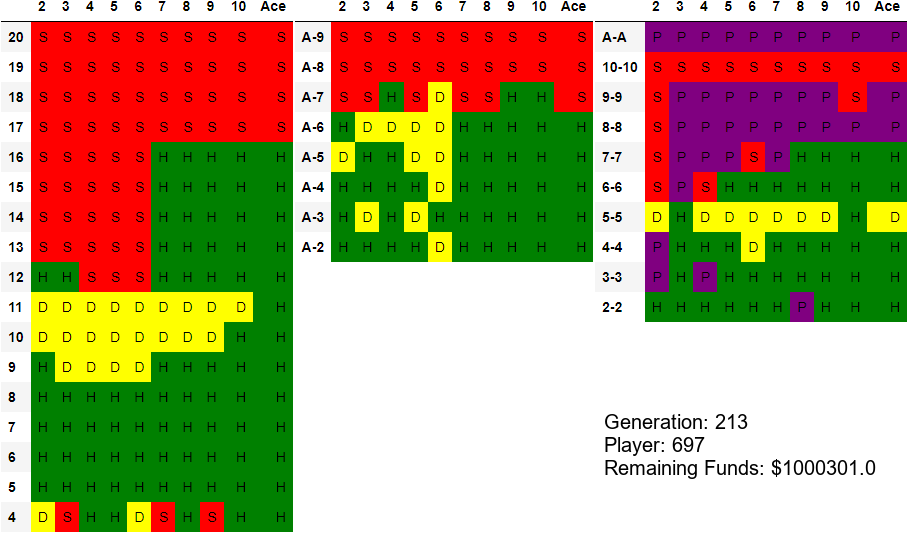 2 3 4 5 6 7 8 9 10 Ace
20 S S S S S S S S S S
19 S S S S S S S S S S
18 S S S S S S S S S S
17 S S S S S S S S S S
16 S S S S S H H H H H
15 S S S S S H H H H H
14 S S S S S H H H H H
13 S S S S S H H H H H
12 H H S S S H H H H H
11 D D D D D D D D D H
10 D D D D D D D D H H
9 H D D D D H H H H H
8 H H H H H H H H H H
7 H H H H H H H H H H
6 H H H H H H H H H H
5 H H H H H H H H H H
4 D S H H D S H S H H
2 3 4 5 6 7 8 9 10 Ace
A-9 S S S S S S S S S S
A-8 S S S S S S S S S S
A-7 S S H S D S S H H S
A-6 H D D D D H H H H H
A-5 D H H D D H H H H H
A-4 H H H H D H H H H H
A-3 H D H D H H H H H H
A-2 H H H H D H H H H H
2 3 4 5 6 7 8 9 10 Ace
A-A P P P P P P P P P P
10-10 S S S S S S S S S S
9-9 S P P P P P P P S P
8-8 S P P P P P P P P P
7-7 S P P P S P H H H H
6-6 S P S H H H H H H H
5-5 D H D D D D D D H D
4-4 P H H H D H H H H H
3-3 P H P H H H H H H H
2-2 H H H H H H P H H H
Generation: 213
Player: 697
Remaining Funds: $1000301.0